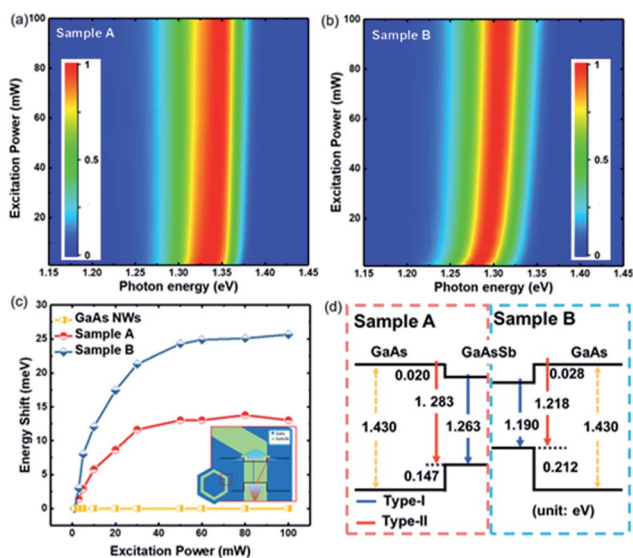 (a)
Sample A
Excitation Power (mW)
100
80
60
40
20
1
0.5
0
1.15 1.20 1.25 1.30 1.35 1.40 1.45
Photon energy (eV)
(b)
Sample B
Excitation Power (mW)
100
80
60
40
20
1
0.5
0
1.15 1.20 1.25 1.30 1.35 1.40 1.45
Photon energy (eV)
(c)
Energy Shift (meV)
30
25
20
15
10
5
0
GaAs NWs
Sample A
Sample B
0 20 40 60 80 100
Excitation Power (mW)
(d)
Sample A
Sample B
GaAs
GaAsSb
GaAs
0.020
0.028
1. 283
1.218
1.430
1.263
1.190
1.430
0.147
0.212
Type-I
Type-II
(unit: eV)